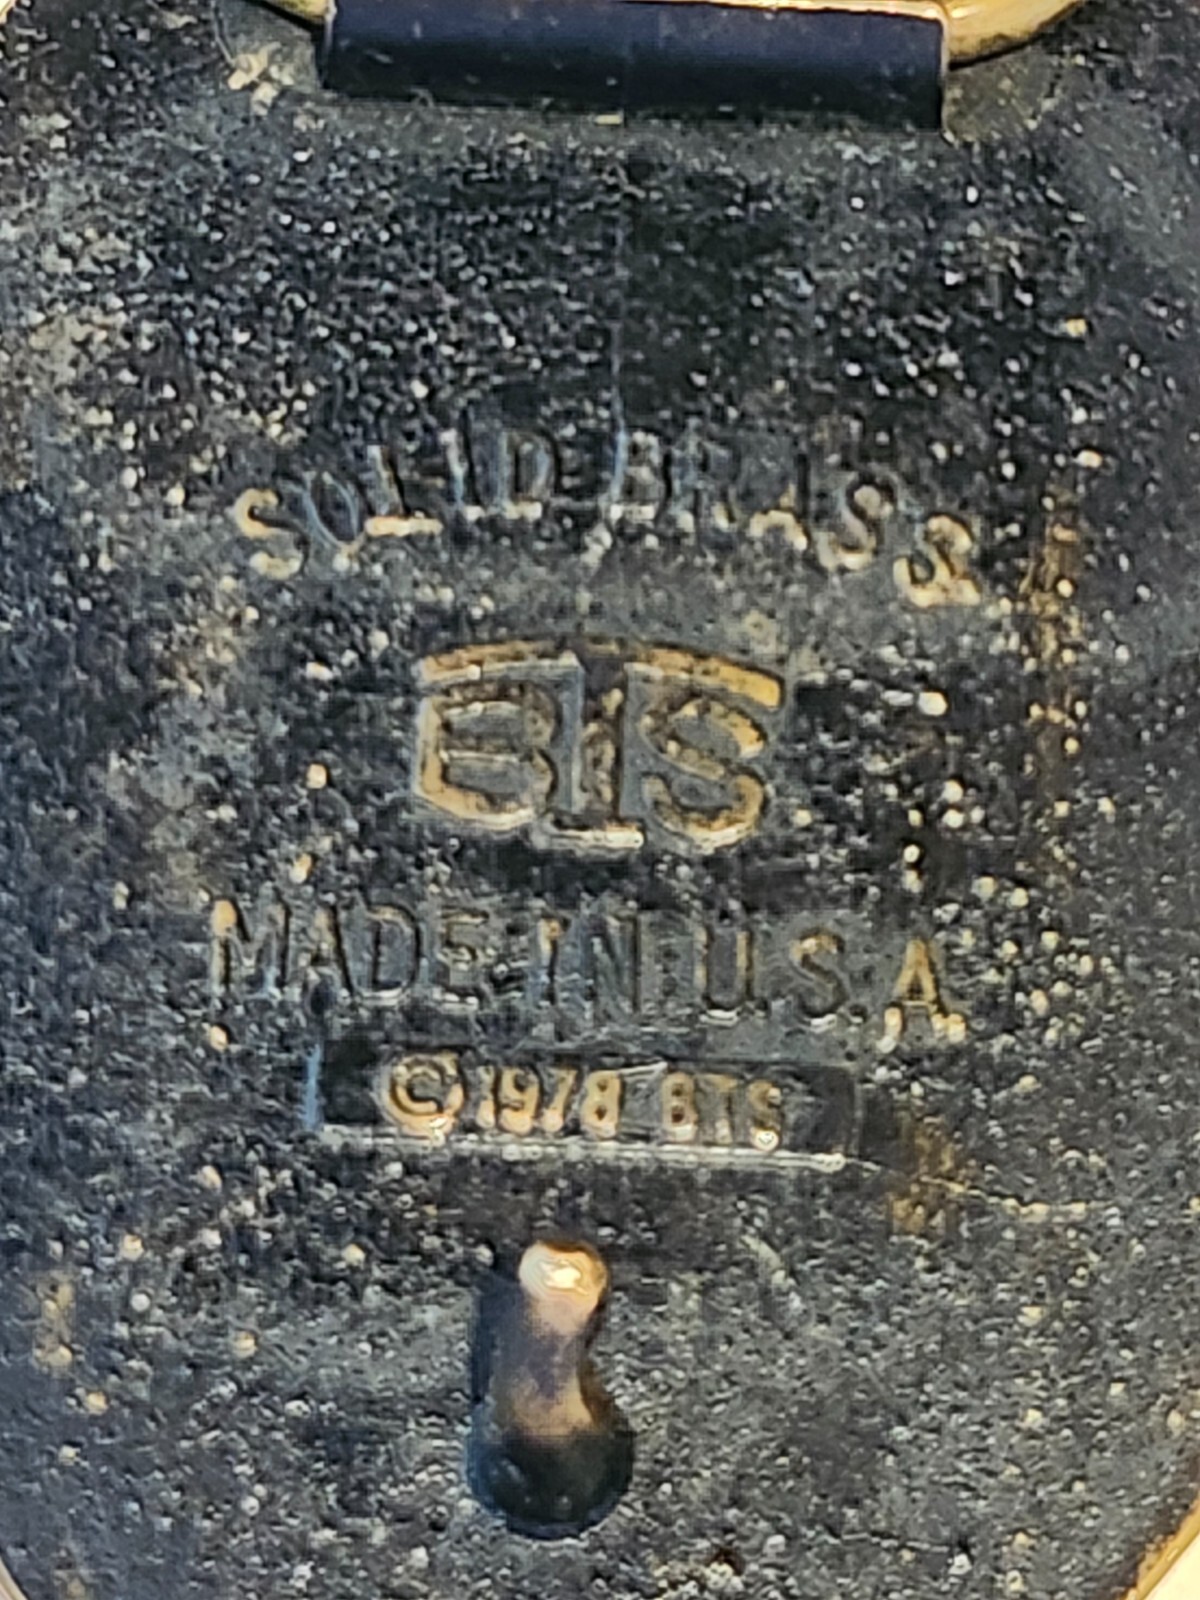 SOLID BRASS
BTS
MADE IN U.S.A.
©1978 BTS